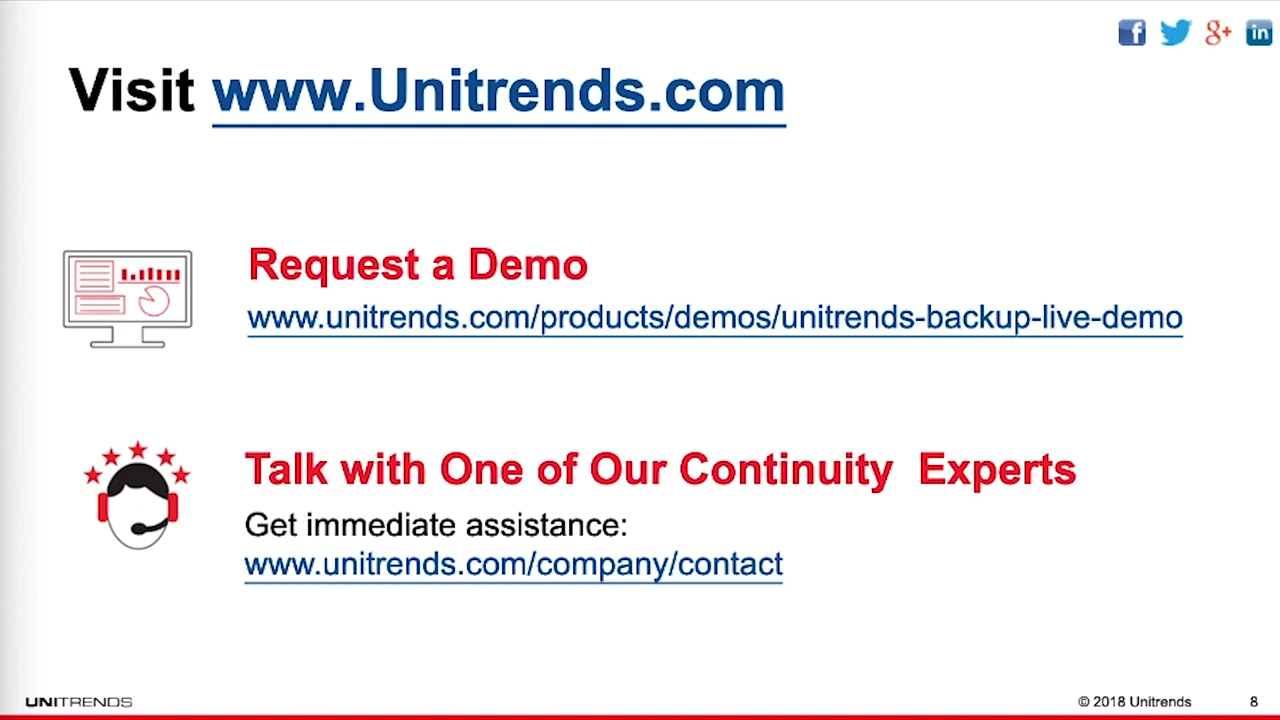 Visit www.Unitrends.com
Request a Demo
www.unitrends.com/products/demos/unitrends-backup-live-demo
Talk with One of Our Continuity Experts
Get immediate assistance:
www.unitrends.com/company/contact
UNITRENDS
© 2018 Unitrends
8